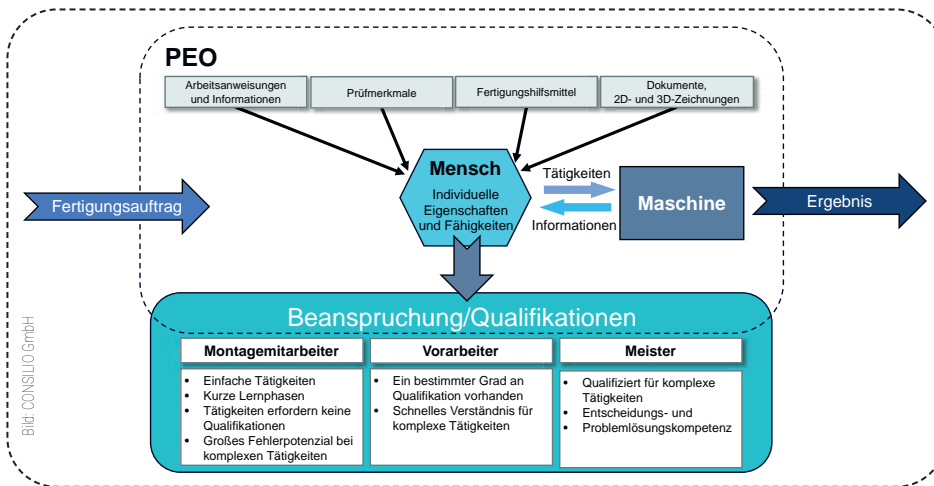 PEO
Arbeitsanweisungen
und Informationen
Prüfmerkmale
Fertigungshilfsmittel
Dokumente,
2D- und 3D-Zeichnungen
Mensch
Individuelle
Eigenschaften
und Fähigkeiten
Tätigkeiten
Informationen
Maschine
Fertigungsauftrag
Ergebnis
Beanspruchung/Qualifikationen
Montagemitarbeiter
• Einfache Tätigkeiten
• Kurze Lernphasen
• Tätigkeiten erfordern keine
Qualifikationen
• Großes Fehlerpotenzial bei
komplexen Tätigkeiten
Vorarbeiter
• Ein bestimmter Grad an
Qualifikation vorhanden
• Schnelles Verständnis für
komplexe Tätigkeiten
Meister
• Qualifiziert für komplexe
Tätigkeiten
• Entscheidungs- und
• Problemlösungskompetenz
Bild: CONSILIO GmbH